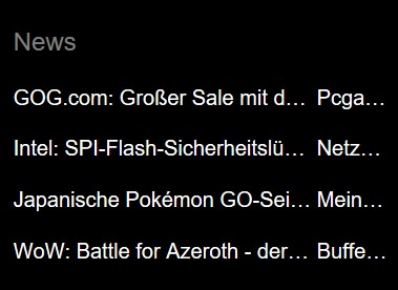 News
GOG.com: Großer Sale mit d... Pcga...
Intel: SPI-Flash-Sicherheitslü... Netz...
Japanische Pokémon GO-Sei... Mein...
WoW: Battle for Azeroth - der... Buffe...